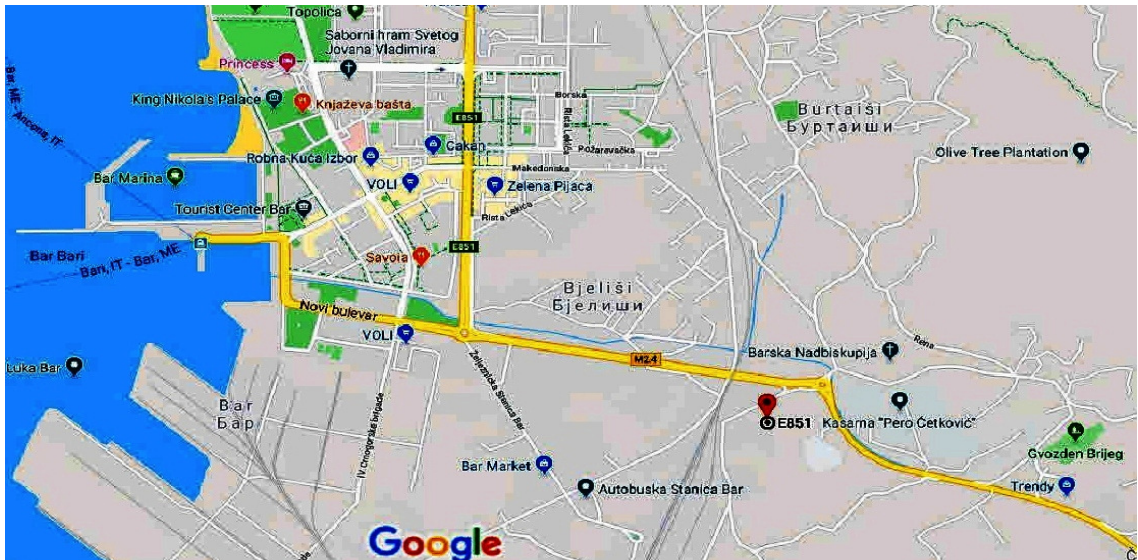 Topolica
Saborni hram Svetog
Jovana Vladimira
Princess
King Nikola's Palace
Knjaževa bašta
Borska
Rista Lekića
Burtaiši
Буртаиши
E851
Cakan
Požaravačka
Robna Kuća Izbor
Makedonska
Olive Tree Plantation
Bar, ME - Ancona, IT
Bar Marina
VOLI
Zelena Pijaca
Tourist Center Bar
Rista Lekića
E851
Bar Bari
Bari, IT - Bar, ME
Savoia
Bjeliši
Бјелиши
Novi bulevar
VOLI
M2.4
Barska Nadbiskupija
Rena
Luka Bar
Željeznička Stanica Bar
Bar
Бар
IV Crnogorske brigade
E851
Kasarna "Pero Ćetković"
Gvozden Brijeg
Bar Market
Autobuska Stanica Bar
Trendy
Google